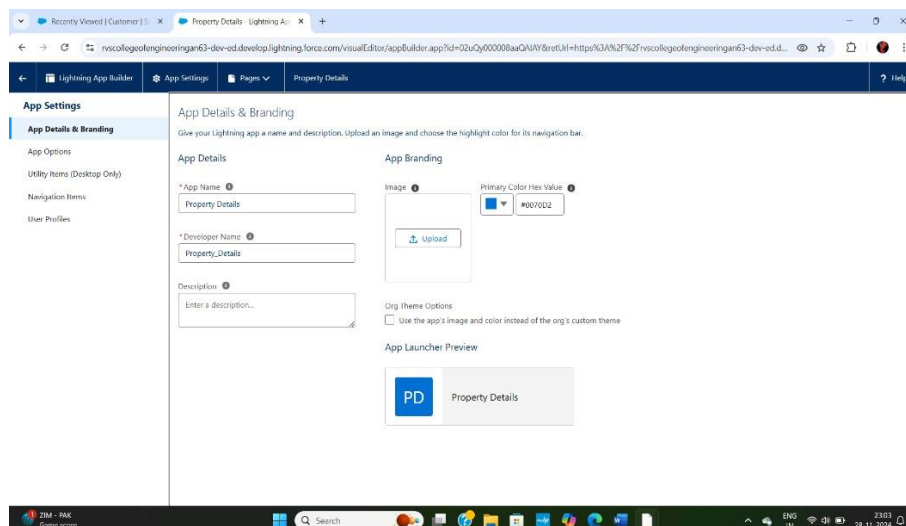 Recently Viewed | Customer | S
Property Details - Lightning Ap
rvscollegeofengineeringan63-dev-ed.develop.lightning.force.com/visualEditor/appBuilder.app?id=02uQy000008aaQAIAY&retUrl=https%3A%2F%2Frvscollegeofengineeringan63-dev-ed.d...
Lightning App Builder
App Settings
Pages
Property Details
? Help
App Settings
App Details & Branding
App Options
Utility Items (Desktop Only)
Navigation Items
User Profiles
App Details & Branding
Give your Lightning app a name and description. Upload an image and choose the highlight color for its navigation bar.
App Details
App Branding
*App Name
Property Details
*Developer Name
Property_Details
Description
Enter a description...
Image
Upload
Primary Color Hex Value
#0070D2
Org Theme Options
Use the app's image and color instead of the org's custom theme
App Launcher Preview
PD
Property Details
1
ZIM - PAK
Game score
Search
ENG
IN
23:03
28-11-2024